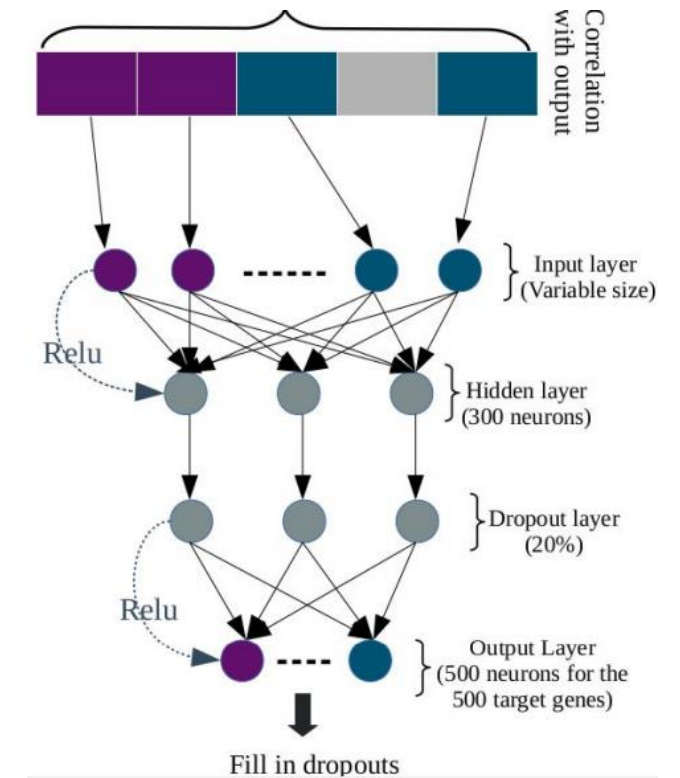 Correlation
with output
Input layer
(Variable size)
Relu
Hidden layer
(300 neurons)
Dropout layer
(20%)
Relu
Output Layer
(500 neurons for the
500 target genes)
Fill in dropouts